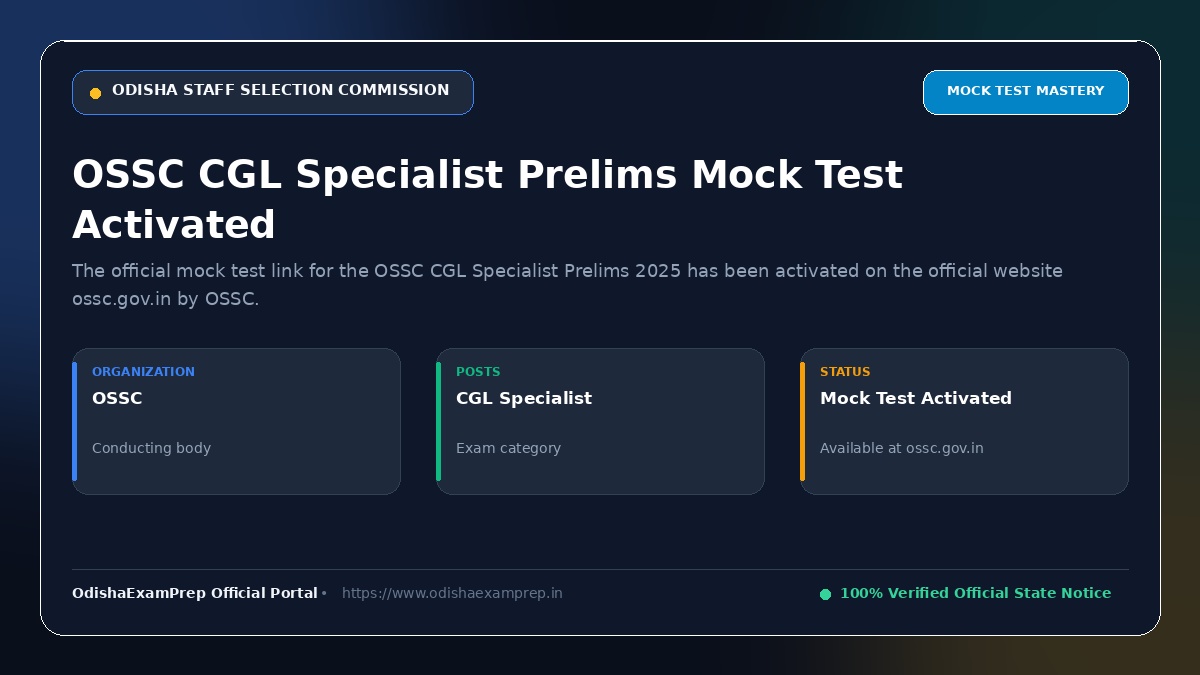 ODISHA STAFF SELECTION COMMISSION
MOCK TEST MASTERY
OSSC CGL Specialist Prelims Mock Test
Activated
The official mock test link for the OSSC CGL Specialist Prelims 2025 has been activated on the official website
ossc.gov.in by OSSC.
ORGANIZATION
OSSC
Conducting body
POSTS
CGL Specialist
Exam category
STATUS
Mock Test Activated
Available at ossc.gov.in
OdishaExamPrep Official Portal • https://www.odishaexamprep.in
100% Verified Official State Notice